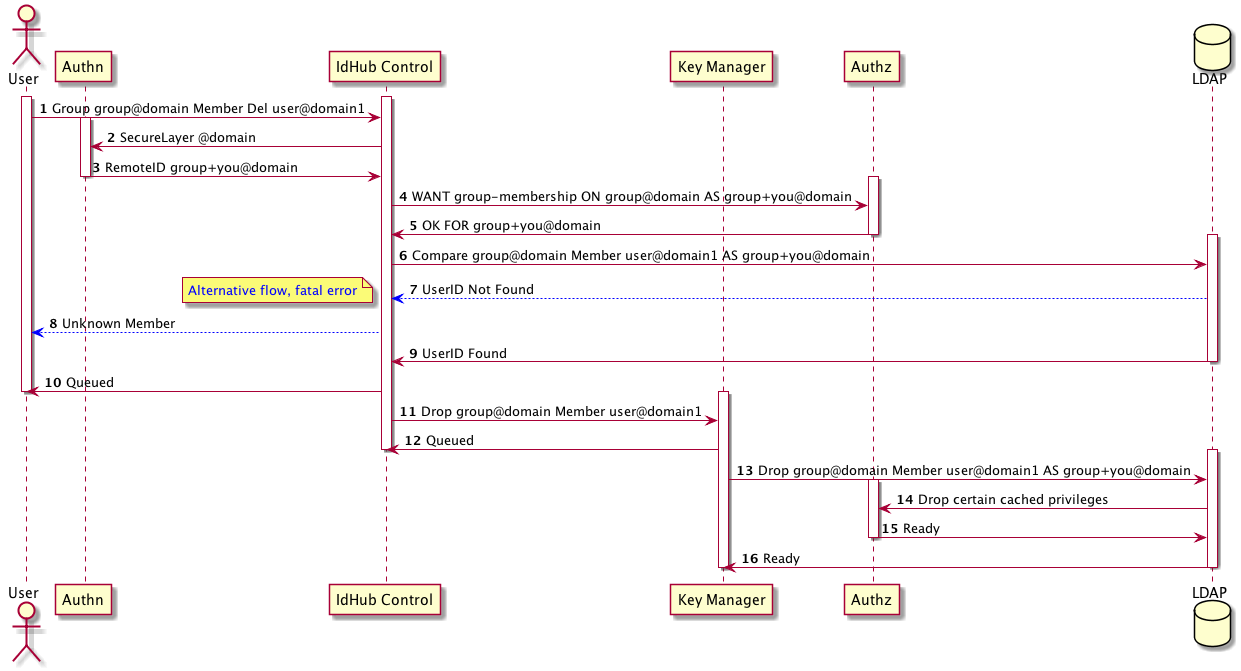 User
Authn
IdHub Control
Key Manager
Authz
LDAP
1 Group group@domain Member Del user@domain1
2 SecureLayer @domain
3 RemoteID group+you@domain
4 WANT group-membership ON group@domain AS group+you@domain
5 OK FOR group+you@domain
6 Compare group@domain Member user@domain1 AS group+you@domain
Alternative flow, fatal error
7 UserID Not Found
8 Unknown Member
9 UserID Found
10 Queued
11 Drop group@domain Member user@domain1
12 Queued
13 Drop group@domain Member user@domain1 AS group+you@domain
14 Drop certain cached privileges
15 Ready
16 Ready
User
Authn
IdHub Control
Key Manager
Authz
LDAP